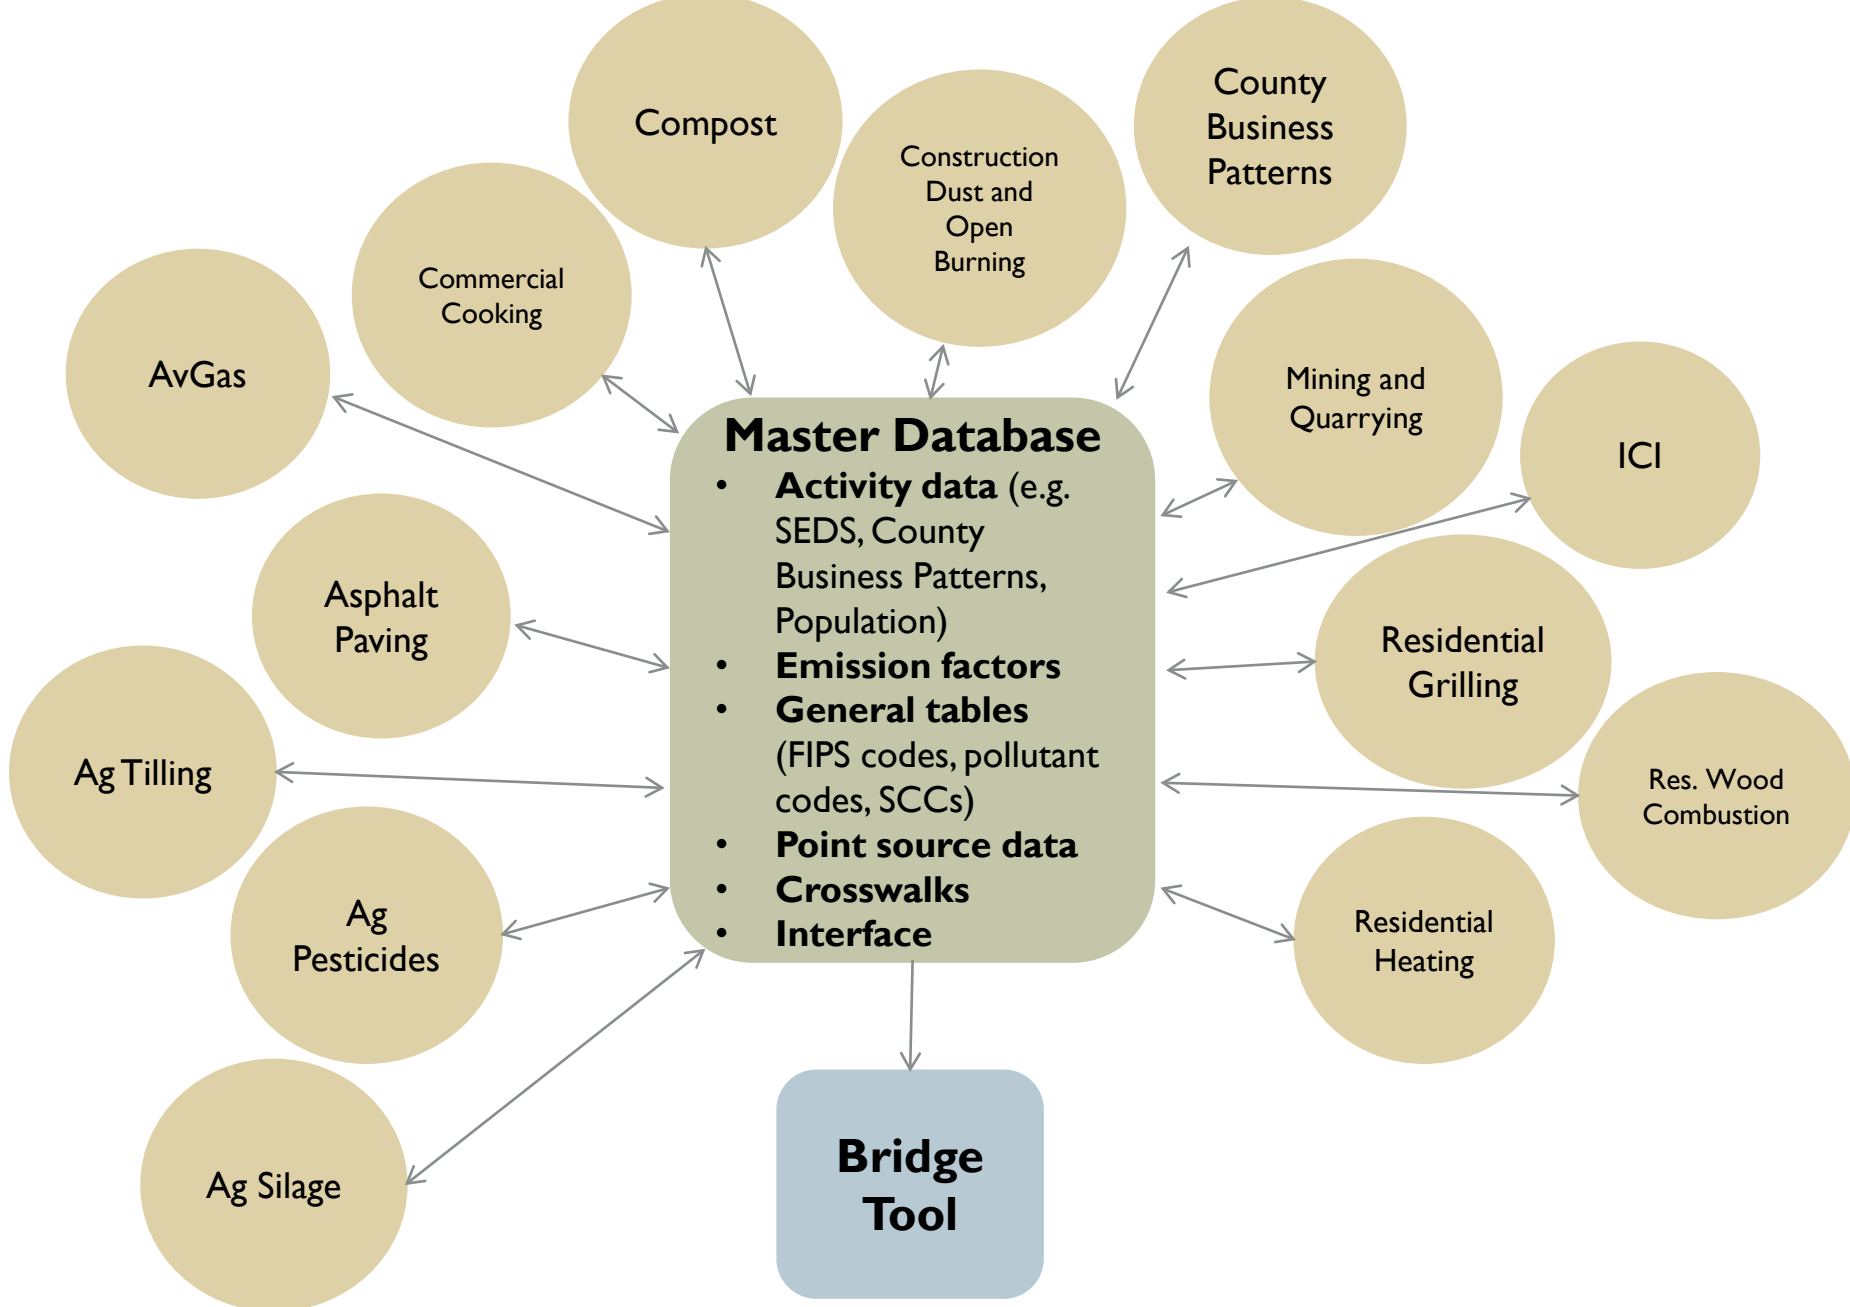 Compost
County
Business
Patterns
Construction
Dust and
Open
Burning
Commercial
Cooking
AvGas
Mining and
Quarrying
ICI
Master Database
• Activity data (e.g.
SEDS, County
Business Patterns,
Population)
• Emission factors
• General tables
(FIPS codes, pollutant
codes, SCCs)
• Point source data
• Crosswalks
• Interface
Asphalt
Paving
Residential
Grilling
Ag Tilling
Res. Wood
Combustion
Ag
Pesticides
Residential
Heating
Ag Silage
Bridge
Tool